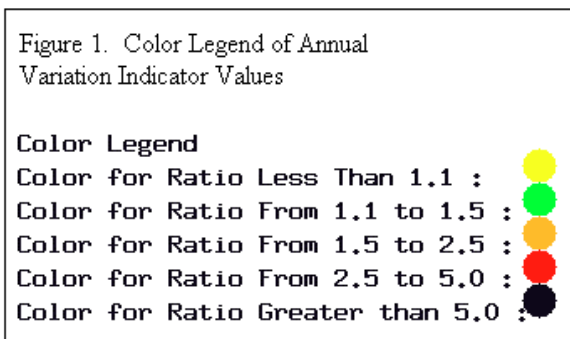 Figure 1. Color Legend of Annual
Variation Indicator Values
Color Legend
Color for Ratio Less Than 1.1 :
Color for Ratio From 1.1 to 1.5 :
Color for Ratio From 1.5 to 2.5 :
Color for Ratio From 2.5 to 5.0 :
Color for Ratio Greater than 5.0 :